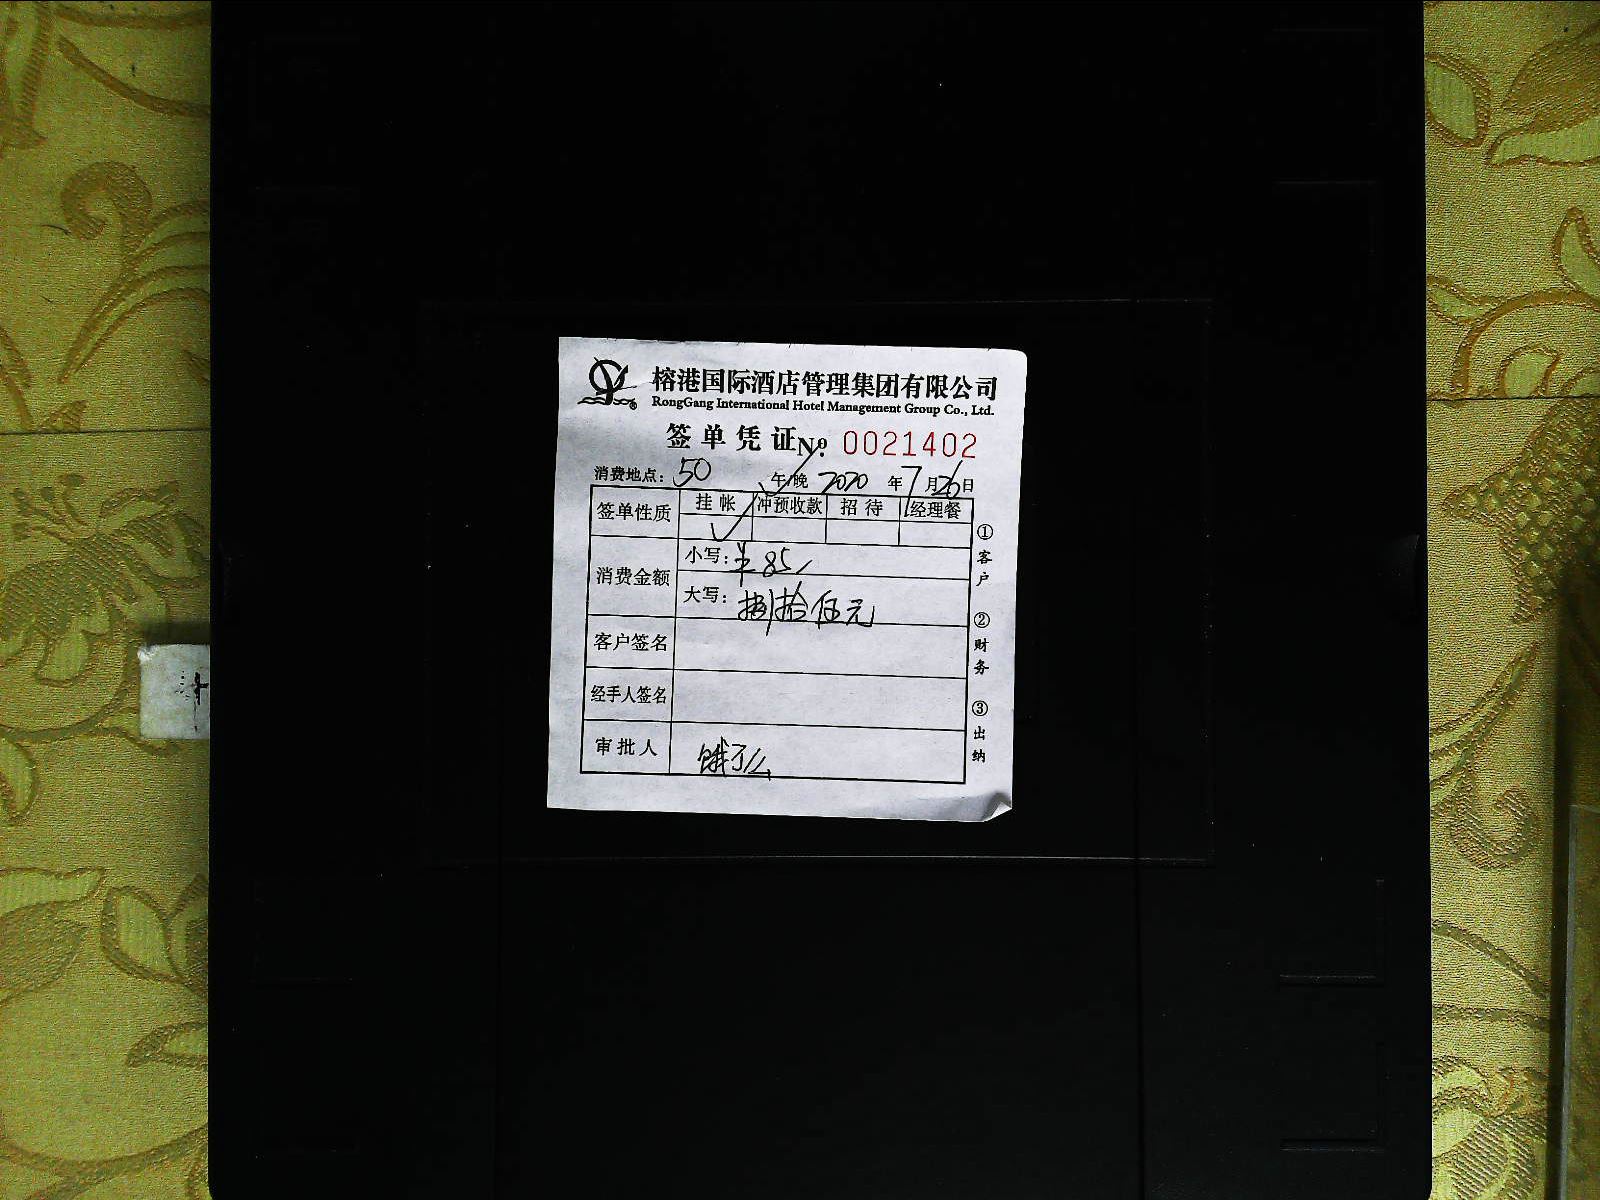 榕港国际酒店管理集团有限公司
RongGang International Hotel Management Group Co., Ltd.
签单凭证 №: 0021402
消费地点: 50 午/晚 2020 年 7 月 26 日
签单性质 挂帐 冲预收款 招待 经理餐
✓
消费金额 小写: ¥85/
大写: 捌拾伍元
客户签名
经手人签名
审批人 饿了么
①客户 ②财务 ③出纳